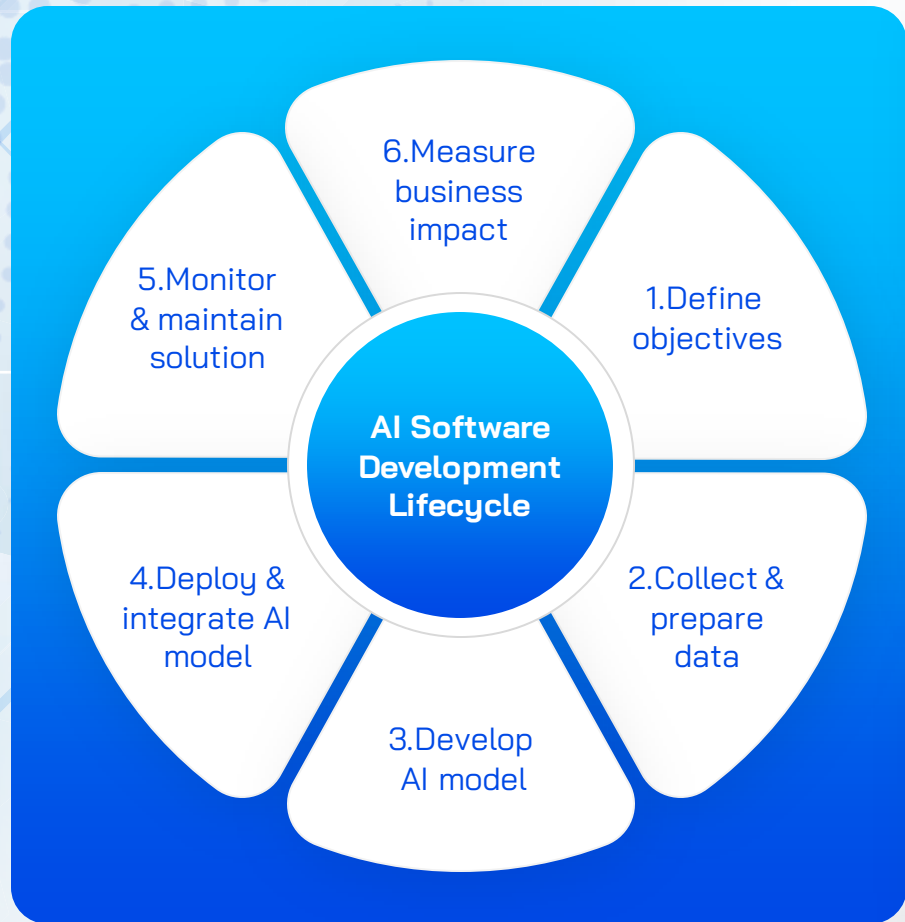 AI Software
Development
Lifecycle
1.Define
objectives
2.Collect &
prepare
data
3.Develop
AI model
4.Deploy &
integrate AI
model
5.Monitor
& maintain
solution
6.Measure
business
impact